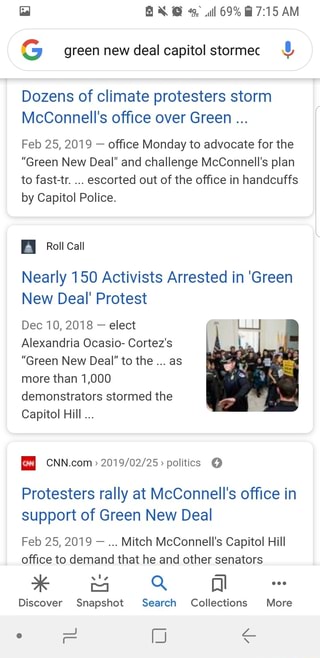 69% 7:15 AM
green new deal capitol stormec
Dozens of climate protesters storm
McConnell's office over Green ...
Feb 25, 2019 — office Monday to advocate for the
“Green New Deal" and challenge McConnell's plan
to fast-tr. ... escorted out of the office in handcuffs
by Capitol Police.
Roll Call
Nearly 150 Activists Arrested in 'Green
New Deal' Protest
Dec 10, 2018 — elect
Alexandria Ocasio- Cortez's
“Green New Deal” to the ... as
more than 1,000
demonstrators stormed the
Capitol Hill ...
CNN
CNN.com › 2019/02/25 › politics
Protesters rally at McConnell's office in
support of Green New Deal
Feb 25, 2019 — ... Mitch McConnell's Capitol Hill
office to demand that he and other senators
Discover Snapshot Search Collections More